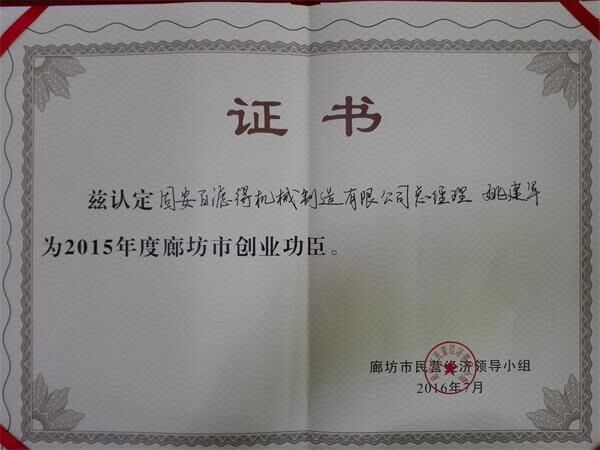 证书
兹认定固安百滤得机械制造有限公司总经理 姚建军
为2015年度廊坊市创业功臣。
廊坊市民营经济领导小组
2016年7月